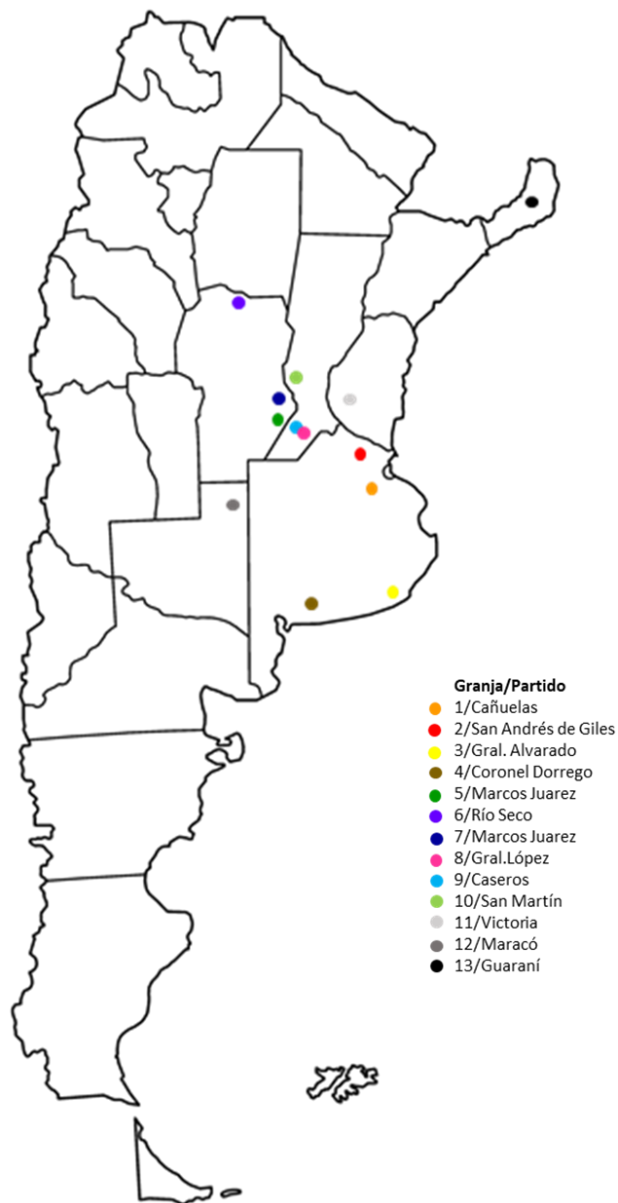 Granja/Partido
1/Cañuelas
2/San Andrés de Giles
3/Gral. Alvarado
4/Coronel Dorrego
5/Marcos Juarez
6/Río Seco
7/Marcos Juarez
8/Gral.López
9/Caseros
10/San Martín
11/Victoria
12/Maracó
13/Guaraní